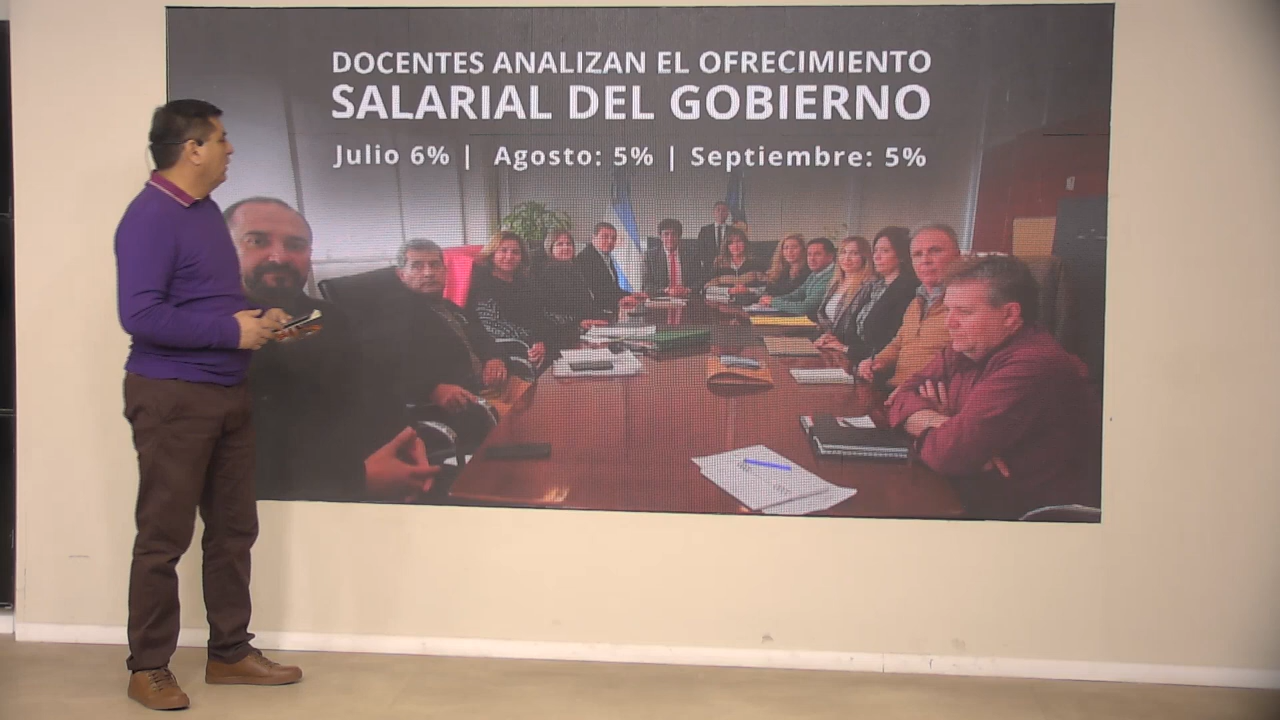 DOCENTES ANALIZAN EL OFRECIMIENTO
SALARIAL DEL GOBIERNO
Julio 6% | Agosto: 5% | Septiembre: 5%